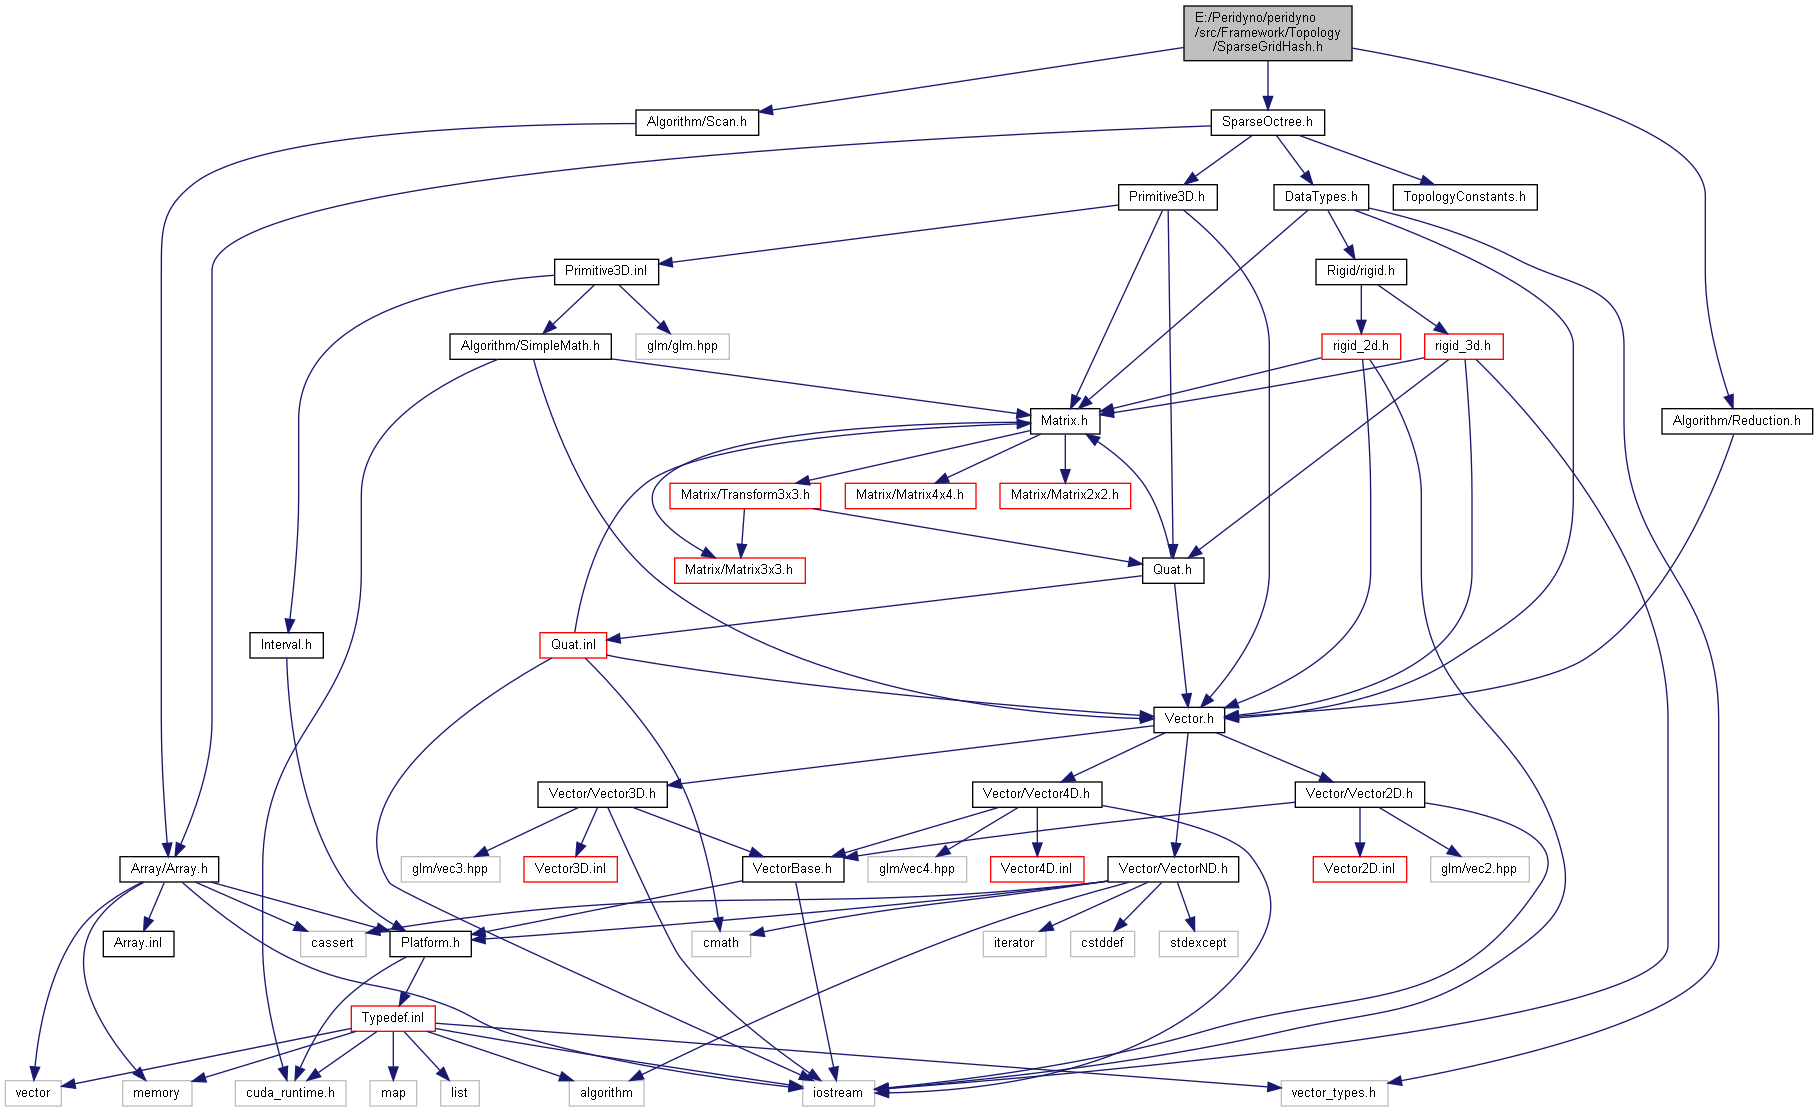 E:/Peridyno/peridyno
/src/Framework/Topology
/SparseGridHash.h
Algorithm/Scan.h
SparseOctree.h
Primitive3D.h
DataTypes.h
TopologyConstants.h
Primitive3D.inl
Rigid/rigid.h
Algorithm/SimpleMath.h
glm/glm.hpp
rigid_2d.h
rigid_3d.h
Matrix.h
Algorithm/Reduction.h
Matrix/Transform3x3.h
Matrix/Matrix4x4.h
Matrix/Matrix2x2.h
Matrix/Matrix3x3.h
Quat.h
Interval.h
Quat.inl
Vector.h
Vector/Vector3D.h
Vector/Vector4D.h
Vector/Vector2D.h
Array/Array.h
glm/vec3.hpp
Vector3D.inl
VectorBase.h
glm/vec4.hpp
Vector4D.inl
Vector/VectorND.h
Vector2D.inl
glm/vec2.hpp
Array.inl
cassert
Platform.h
cmath
iterator
cstddef
stdexcept
Typedef.inl
vector
memory
cuda_runtime.h
map
list
algorithm
iostream
vector_types.h